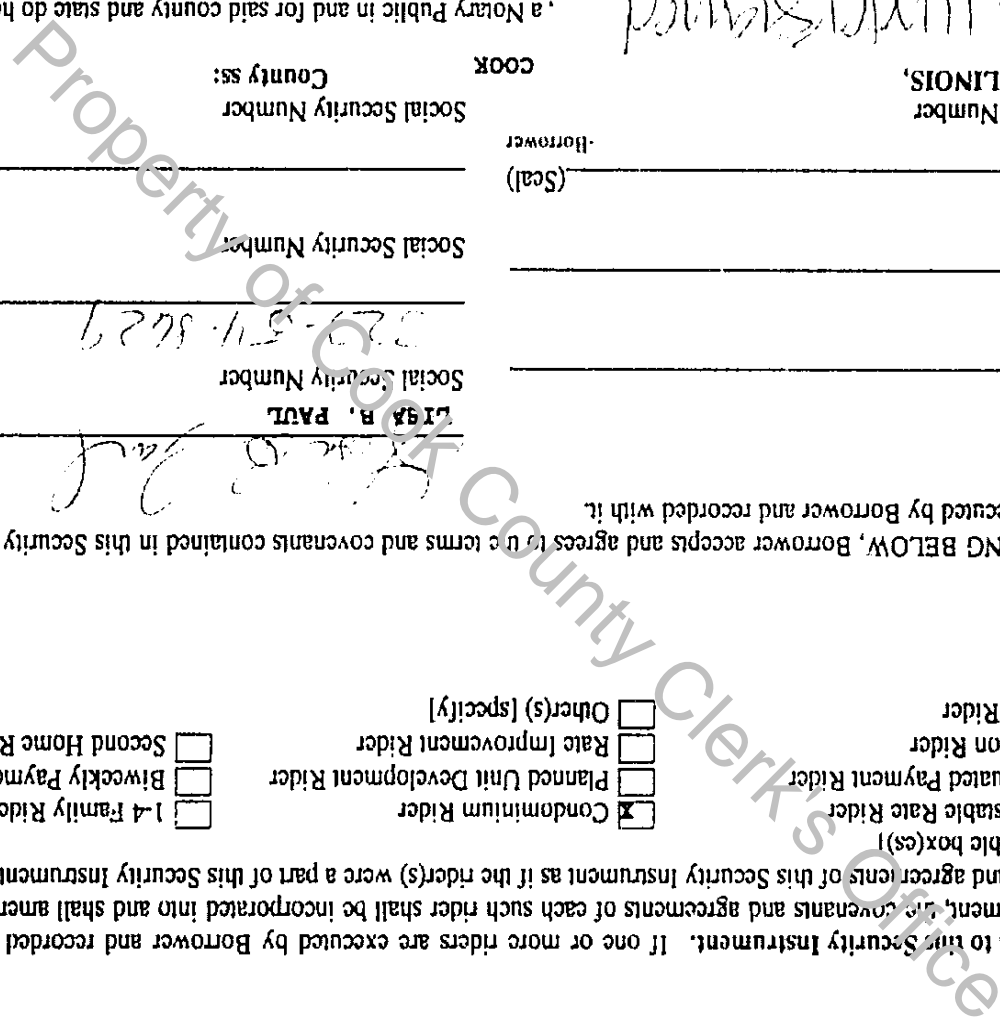 to this Security Instrument. If one or more riders are executed by Borrower and recorded
ment, the covenants and agreements of each such rider shall be incorporated into and shall amen
and agreements of this Security Instrument as if the rider(s) were a part of this Security Instrument
ble box(es)]
stable Rate Rider
X Condominium Rider
1-4 Family Ride
uated Payment Rider
Planned Unit Development Rider
Biweekly Payme
on Rider
Rate Improvement Rider
Second Home R
Rider
Other(s) [specify]
NG BELOW, Borrower accepts and agrees to the terms and covenants contained in this Security
ecuted by Borrower and recorded with it.
Lisa B. Paul
LISA B. PAUL
Social Security Number
Social Security Number
(Seal)
-Borrower
Number
Social Security Number
LINOIS,
COOK
County ss:
undersigned
, a Notary Public in and for said county and state do he
Property of Cook County Clerk's Office